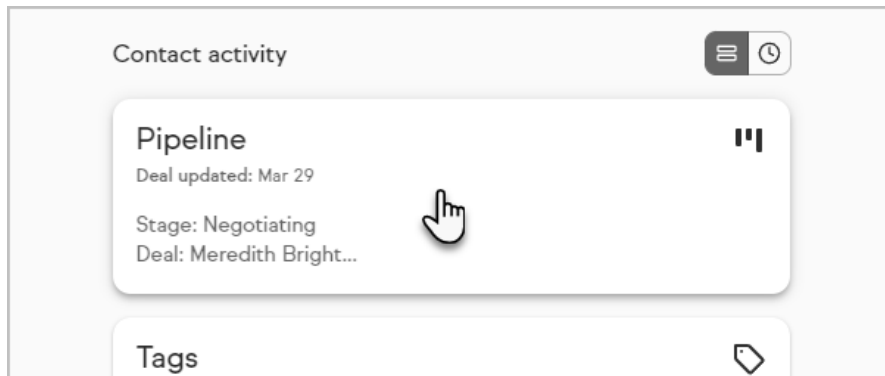 Contact activity
Pipeline
Deal updated: Mar 29
Stage: Negotiating
Deal: Meredith Bright...
Tags